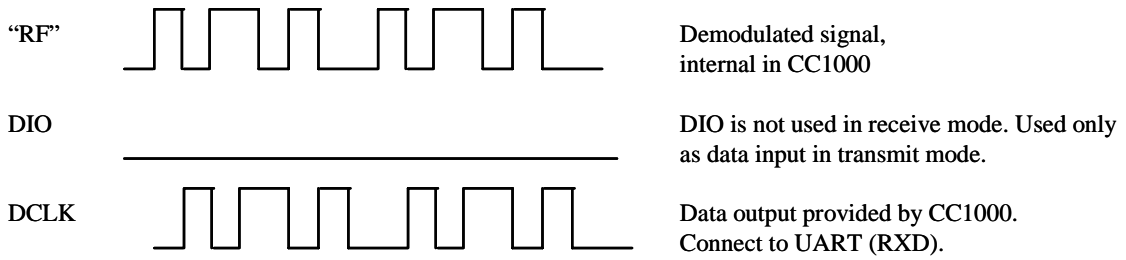 “RF”
Demodulated signal,
internal in CC1000
DIO
DIO is not used in receive mode. Used only
as data input in transmit mode.
DCLK
Data output provided by CC1000.
Connect to UART (RXD).